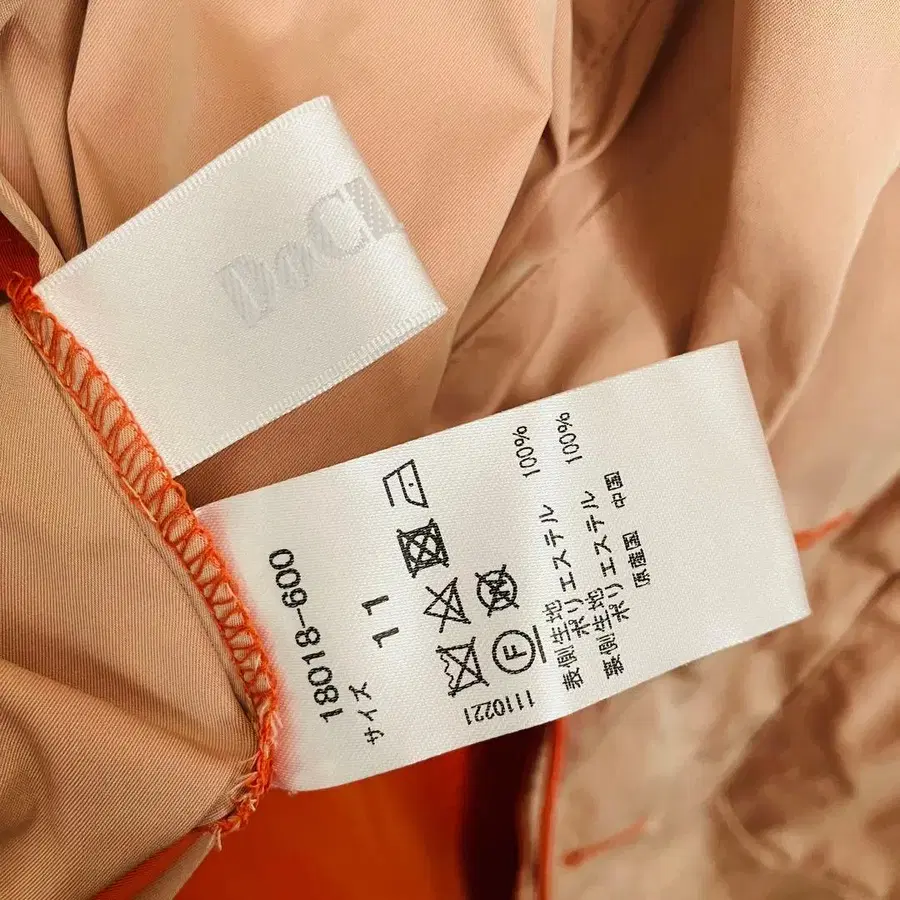 18018-600
サイズ 11
F
1110221
表側生地
ポリエステル 100%
裏側生地
ポリエステル 100%
原産国 中国